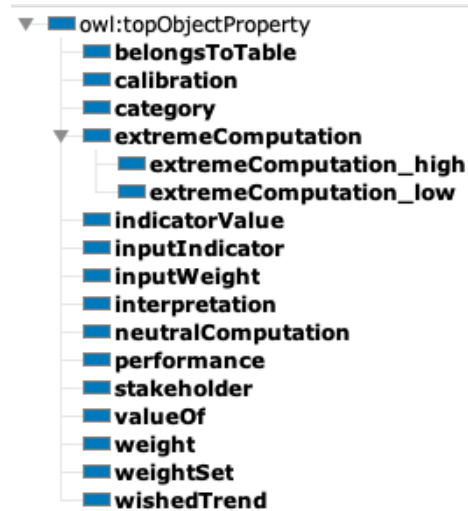 owl:topObjectProperty
belongsToTable
calibration
category
extremeComputation
extremeComputation_high
extremeComputation_low
indicatorValue
inputIndicator
inputWeight
interpretation
neutralComputation
performance
stakeholder
valueOf
weight
weightSet
wishedTrend